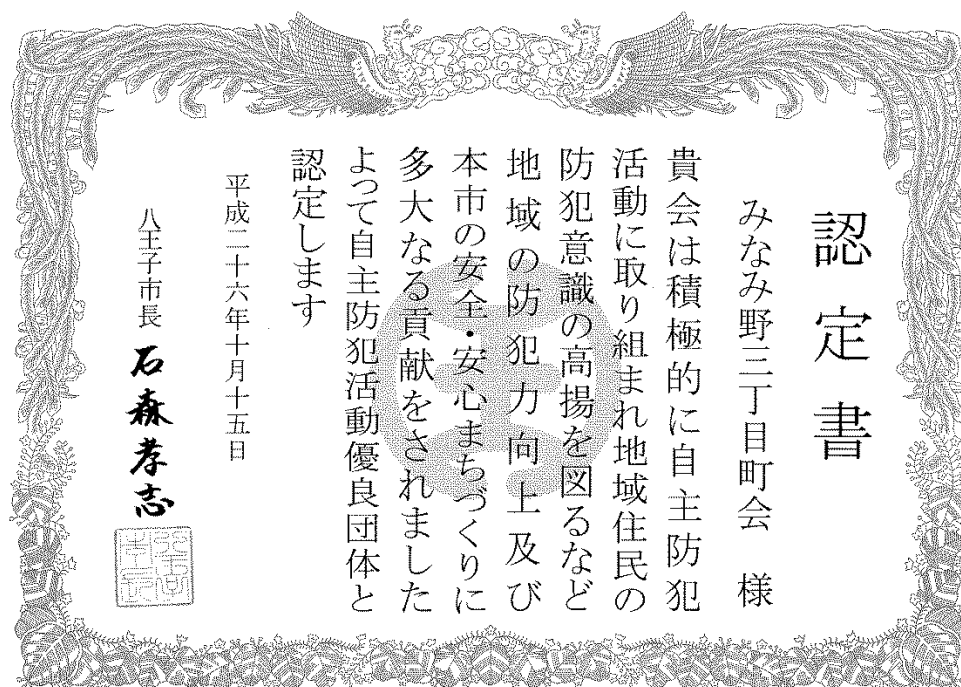 認定書
みなみ野三丁目町会 様
貴会は積極的に自主防犯
活動に取り組まれ地域住民の
防犯意識の高揚を図るなど
地域の防犯力向上及び
本市の安全・安心まちづくりに
多大なる貢献をされました
よって自主防犯活動優良団体と
認定します
平成二十六年十月十五日
八王子市長 石森孝志